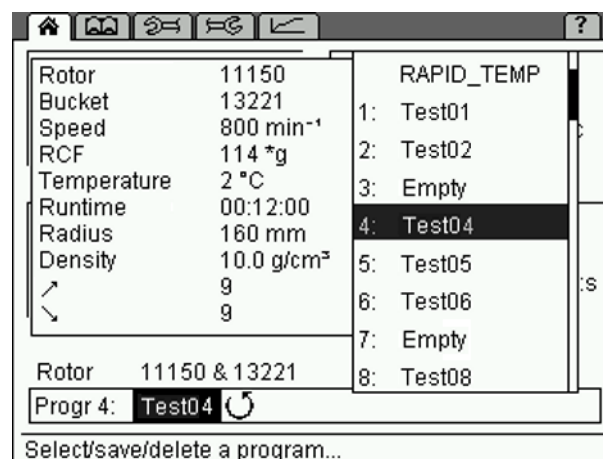 ?
Rotor 11150
Bucket 13221
Speed 800 min⁻¹
RCF 114 *g
Temperature 2 °C
Runtime 00:12:00
Radius 160 mm
Density 10.0 g/cm³
↗ 9
↘ 9
RAPID_TEMP
1: Test01
2: Test02
3: Empty
4: Test04
5: Test05
6: Test06
7: Empty
8: Test08
:s
Rotor 11150 & 13221
Progr 4: Test04
Select/save/delete a program...